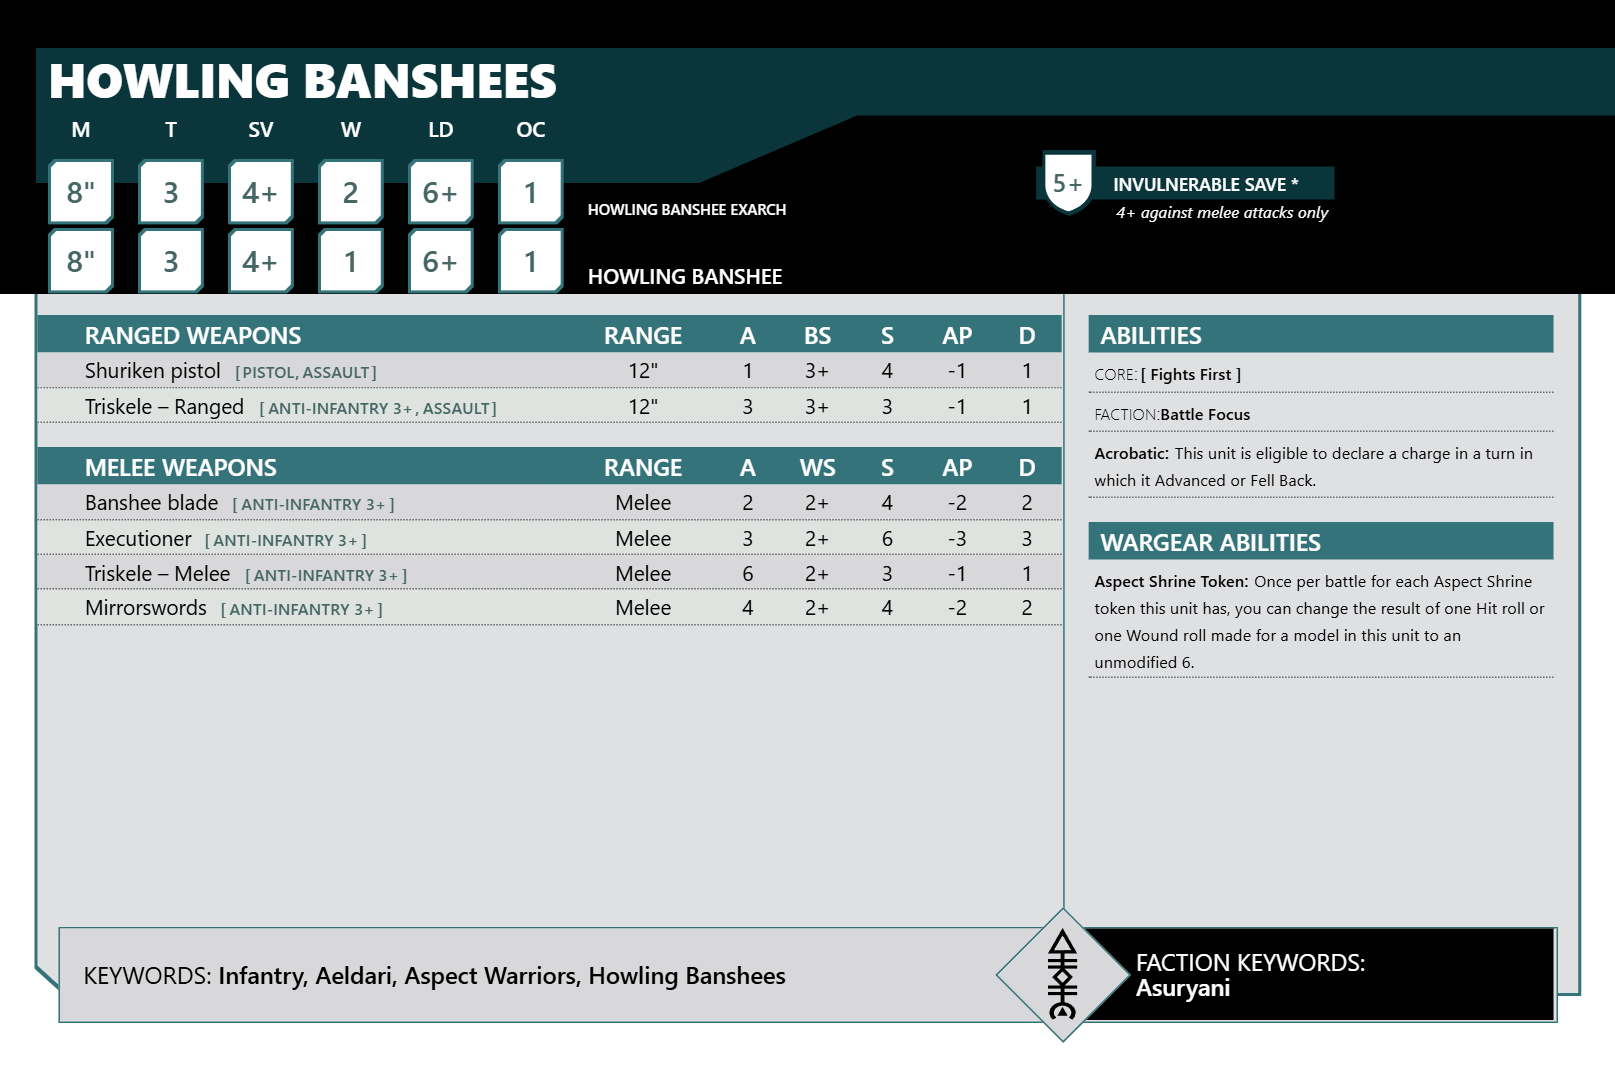 HOWLING BANSHEES
M T SV W LD OC
8" 3 4+ 2 6+ 1
HOWLING BANSHEE EXARCH
8" 3 4+ 1 6+ 1
HOWLING BANSHEE
5+ INVULNERABLE SAVE *
4+ against melee attacks only
RANGED WEAPONS RANGE A BS S AP D
Shuriken pistol [ PISTOL, ASSAULT ] 12" 1 3+ 4 -1 1
Triskele – Ranged [ ANTI-INFANTRY 3+ , ASSAULT ] 12" 3 3+ 3 -1 1
MELEE WEAPONS RANGE A WS S AP D
Banshee blade [ ANTI-INFANTRY 3+ ] Melee 2 2+ 4 -2 2
Executioner [ ANTI-INFANTRY 3+ ] Melee 3 2+ 6 -3 3
Triskele – Melee [ ANTI-INFANTRY 3+ ] Melee 6 2+ 3 -1 1
Mirrorswords [ ANTI-INFANTRY 3+ ] Melee 4 2+ 4 -2 2
ABILITIES
CORE: [ Fights First ]
FACTION:Battle Focus
Acrobatic: This unit is eligible to declare a charge in a turn in
which it Advanced or Fell Back.
WARGEAR ABILITIES
Aspect Shrine Token: Once per battle for each Aspect Shrine
token this unit has, you can change the result of one Hit roll or
one Wound roll made for a model in this unit to an
unmodified 6.
KEYWORDS: Infantry, Aeldari, Aspect Warriors, Howling Banshees
FACTION KEYWORDS:
Asuryani